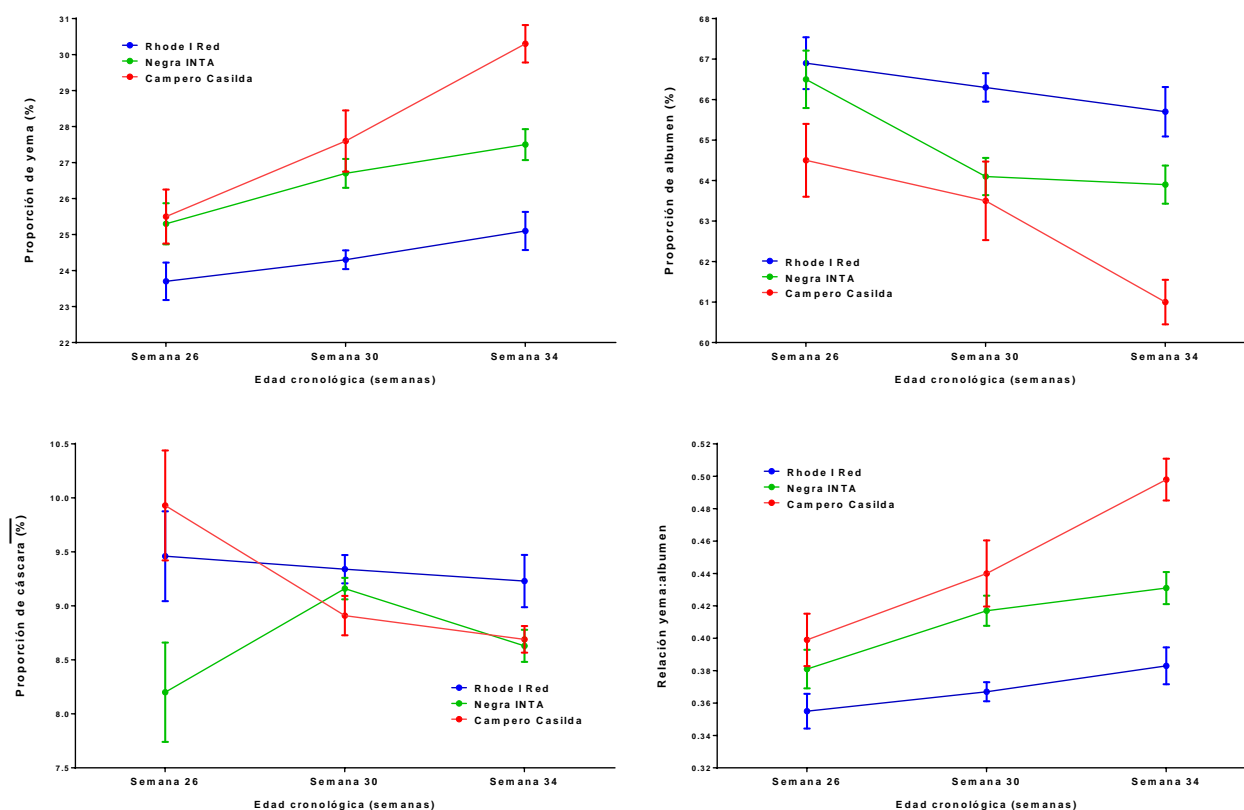 Proporción de yema (%)
31
30
29
28
27
26
25
24
23
22
Rhode I Red
Negra INTA
Campero Casilda
Semana 26
Semana 30
Semana 34
Edad cronológica (semanas)
Proporción de albumen (%)
68
67
66
65
64
63
62
61
60
Rhode I Red
Negra INTA
Campero Casilda
Semana 26
Semana 30
Semana 34
Edad cronológica (semanas)
Proporción de cáscara (%)
10.5
10.0
9.5
9.0
8.5
8.0
7.5
Rhode I Red
Negra INTA
Campero Casilda
Semana 26
Semana 30
Semana 34
Edad cronológica (semanas)
Relación yema:albumen
0.52
0.50
0.48
0.46
0.44
0.42
0.40
0.38
0.36
0.34
0.32
Rhode I Red
Negra INTA
Campero Casilda
Semana 26
Semana 30
Semana 34
Edad cronológica (semanas)